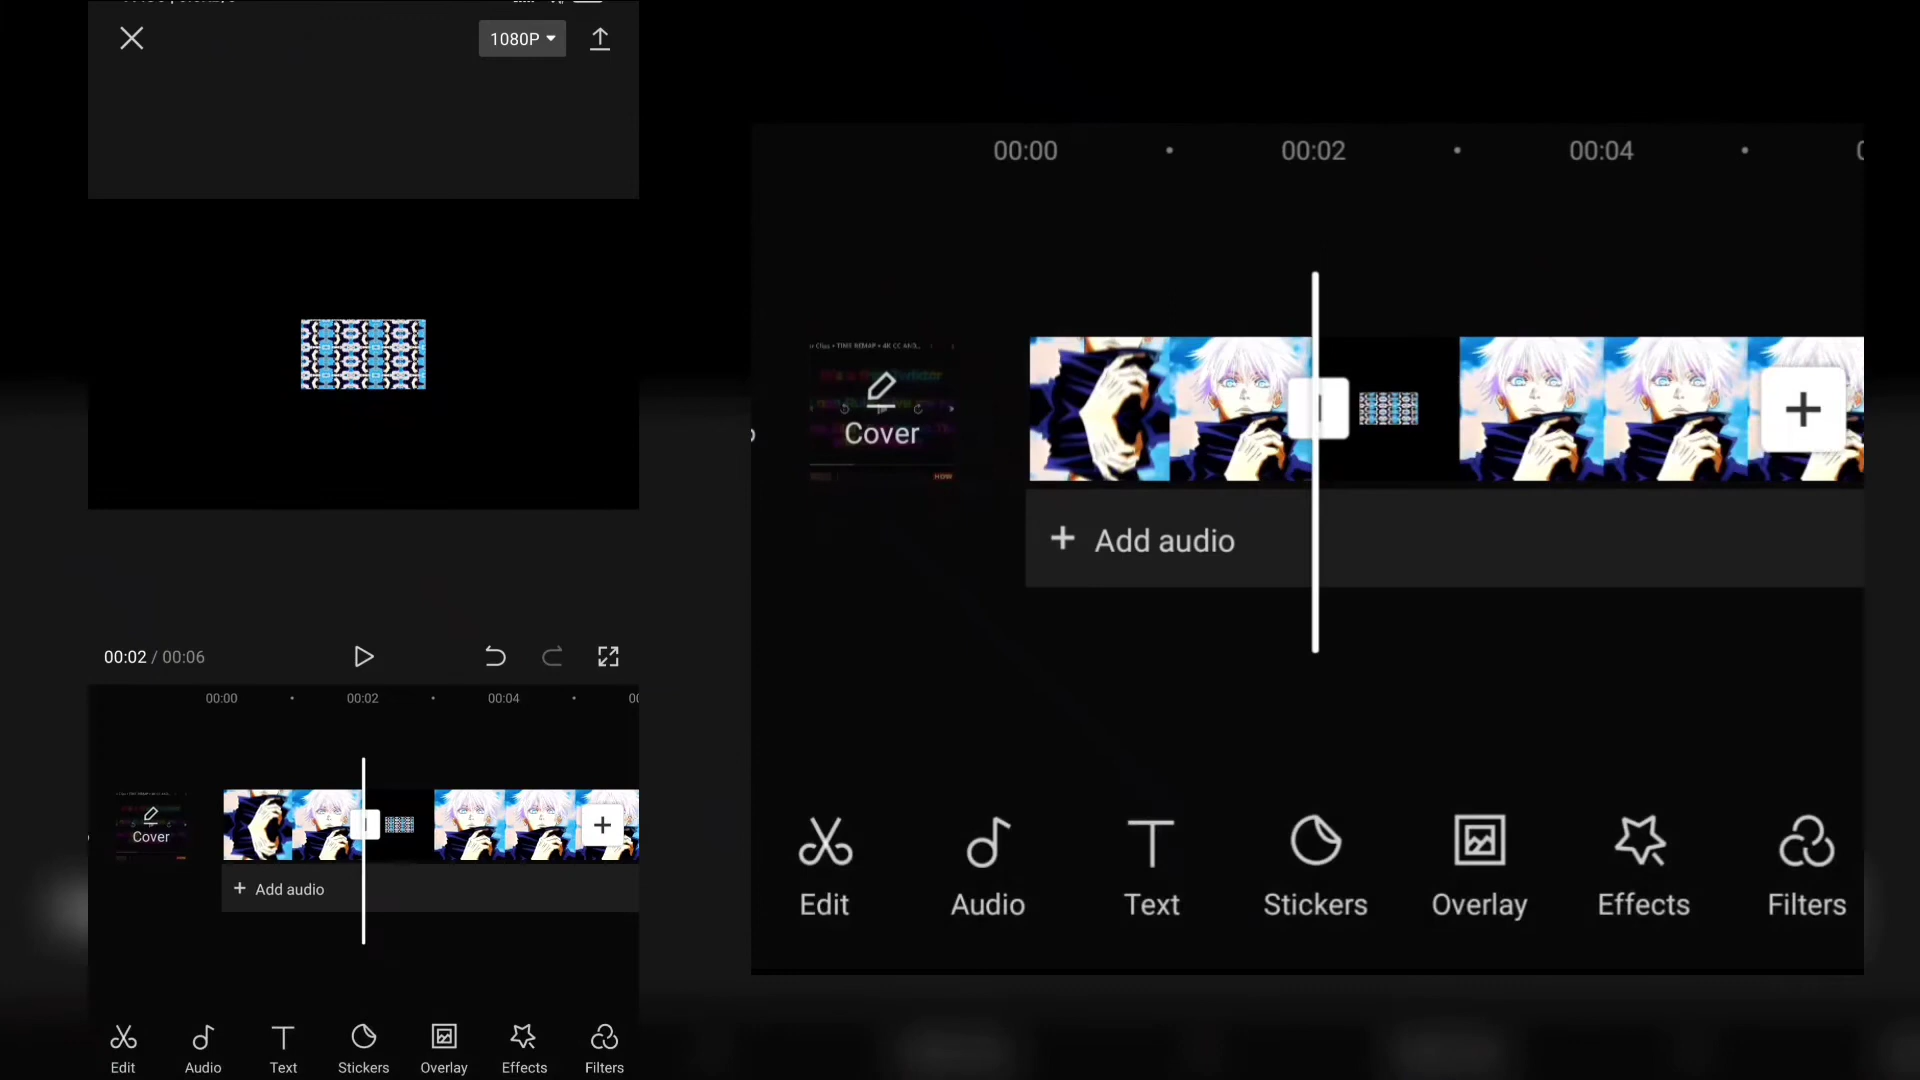 1080P
00:02 / 00:06
00:00
00:02
00:04
Cover
+ Add audio
Edit
Audio
Text
Stickers
Overlay
Effects
Filters
00:00
00:02
00:04
Cover
HOW
+ Add audio
Edit
Audio
Text
Stickers
Overlay
Effects
Filters